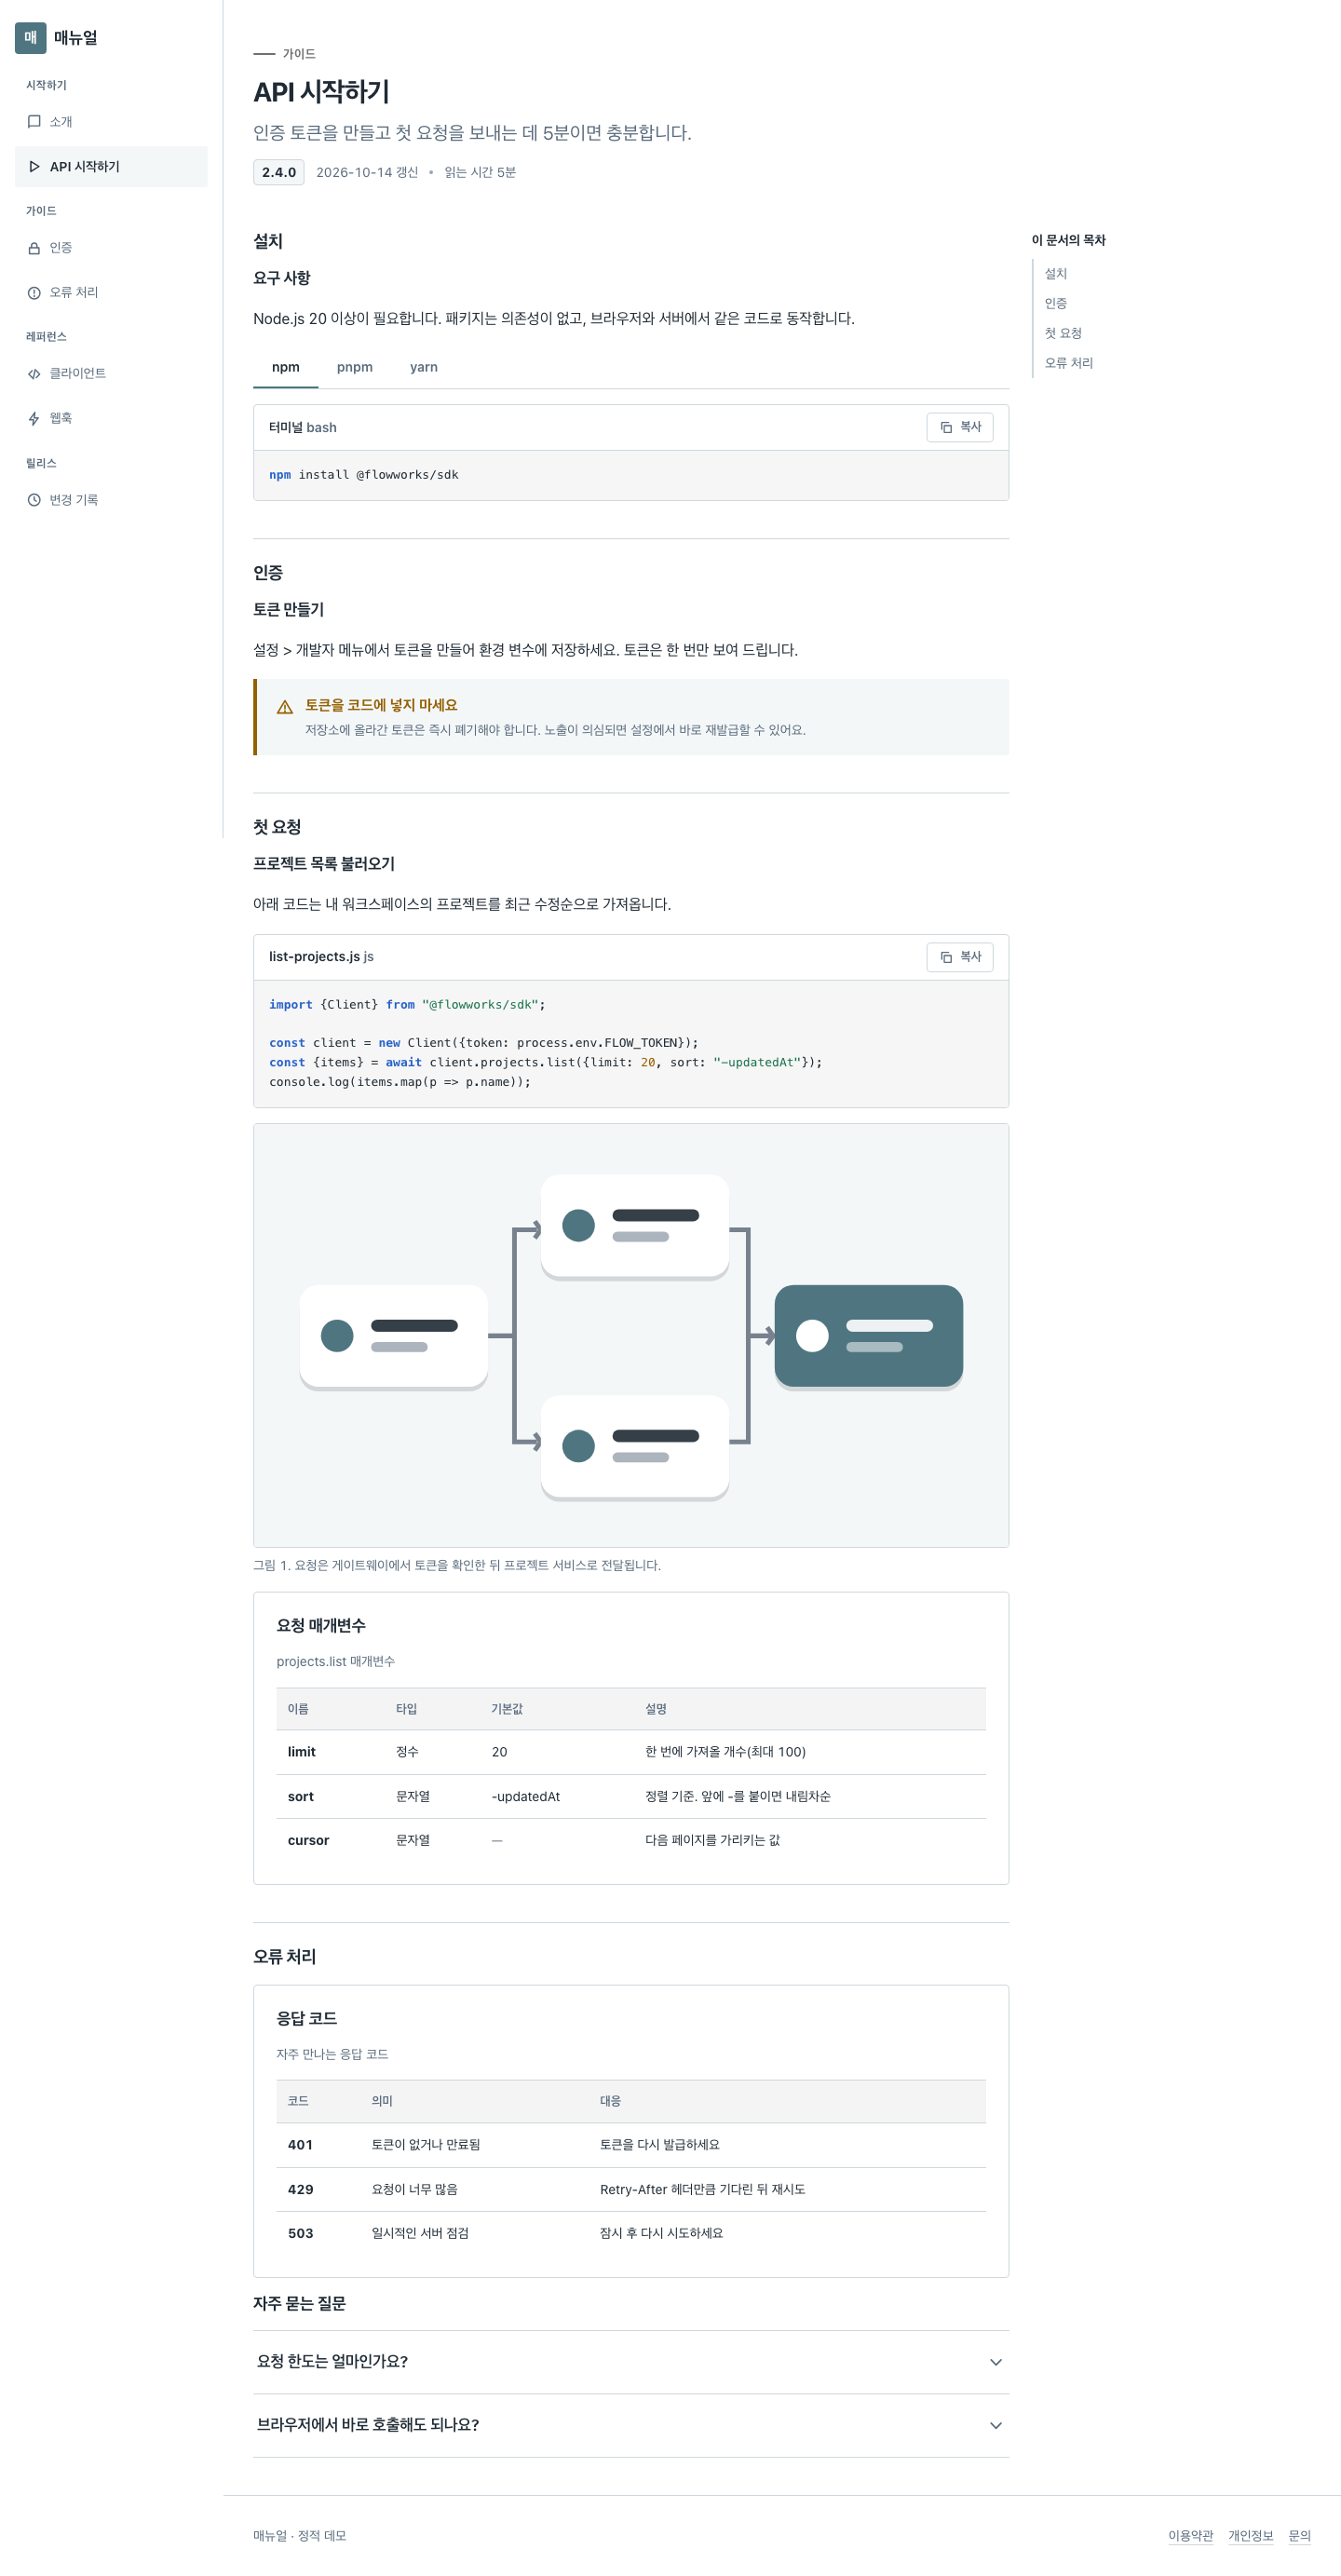 매 매뉴얼
시작하기
소개
API 시작하기
가이드
인증
오류 처리
레퍼런스
클라이언트
웹훅
릴리스
변경 기록
가이드
API 시작하기
인증 토큰을 만들고 첫 요청을 보내는 데 5분이면 충분합니다.
2.4.0 2026-10-14 갱신 • 읽는 시간 5분
설치
요구 사항
Node.js 20 이상이 필요합니다. 패키지는 의존성이 없고, 브라우저와 서버에서 같은 코드로 동작합니다.
npm pnpm yarn
터미널 bash 복사
npm install @flowworks/sdk
인증
토큰 만들기
설정 > 개발자 메뉴에서 토큰을 만들어 환경 변수에 저장하세요. 토큰은 한 번만 보여 드립니다.
토큰을 코드에 넣지 마세요
저장소에 올라간 토큰은 즉시 폐기해야 합니다. 노출이 의심되면 설정에서 바로 재발급할 수 있어요.
첫 요청
프로젝트 목록 불러오기
아래 코드는 내 워크스페이스의 프로젝트를 최근 수정순으로 가져옵니다.
list-projects.js js 복사
import {Client} from "@flowworks/sdk";
const client = new Client({token: process.env.FLOW_TOKEN});
const {items} = await client.projects.list({limit: 20, sort: "-updatedAt"});
console.log(items.map(p => p.name));
그림 1. 요청은 게이트웨이에서 토큰을 확인한 뒤 프로젝트 서비스로 전달됩니다.
요청 매개변수
projects.list 매개변수
이름 타입 기본값 설명
limit 정수 20 한 번에 가져올 개수(최대 100)
sort 문자열 -updatedAt 정렬 기준. 앞에 -를 붙이면 내림차순
cursor 문자열 — 다음 페이지를 가리키는 값
오류 처리
응답 코드
자주 만나는 응답 코드
코드 의미 대응
401 토큰이 없거나 만료됨 토큰을 다시 발급하세요
429 요청이 너무 많음 Retry-After 헤더만큼 기다린 뒤 재시도
503 일시적인 서버 점검 잠시 후 다시 시도하세요
자주 묻는 질문
요청 한도는 얼마인가요?
브라우저에서 바로 호출해도 되나요?
이 문서의 목차
설치
인증
첫 요청
오류 처리
매뉴얼 · 정적 데모 이용약관 개인정보 문의